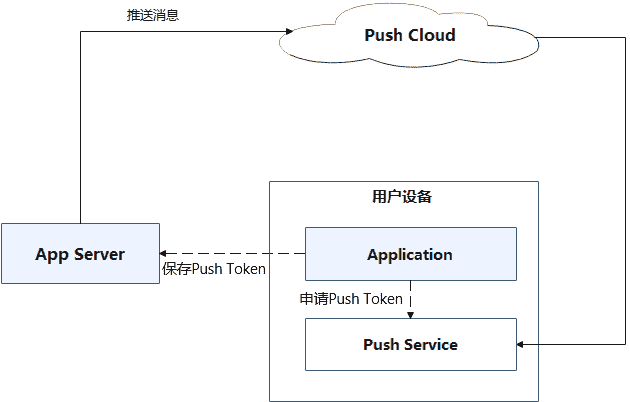 推送消息
Push Cloud
用户设备
App Server
Application
保存Push Token
申请Push Token
Push Service